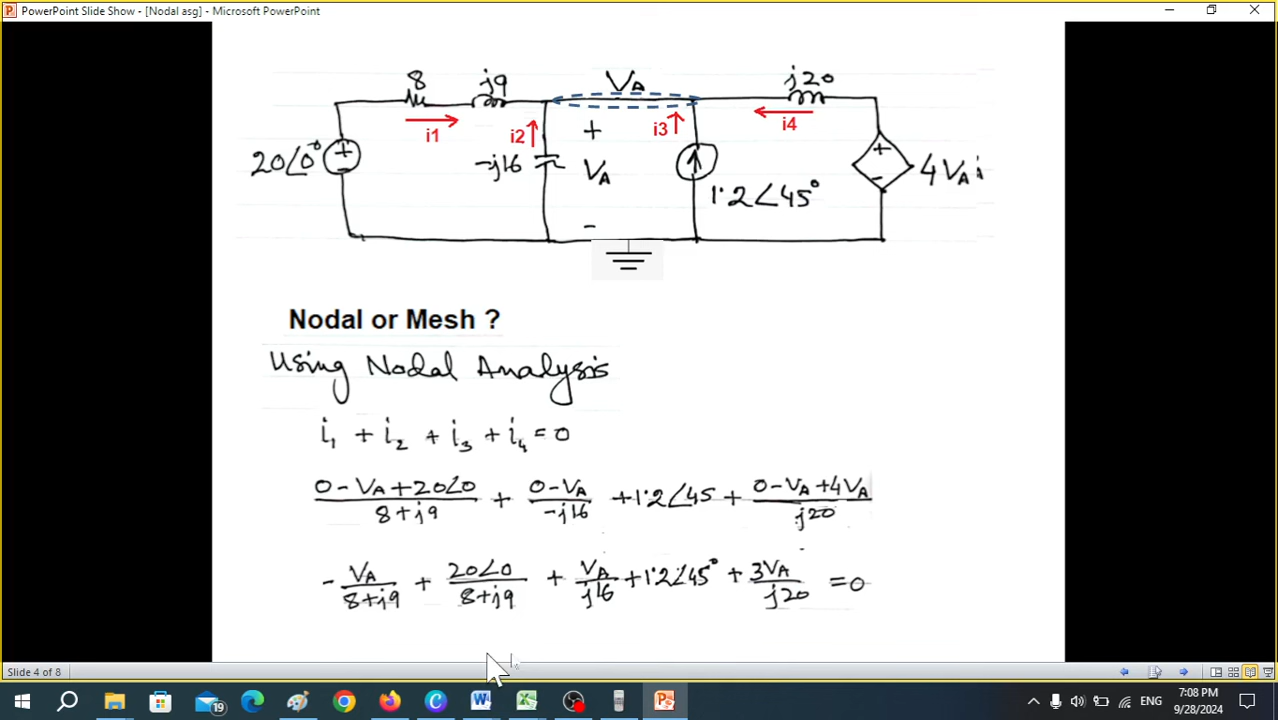 PowerPoint Slide Show - [Nodal asg] - Microsoft PowerPoint
8 j9 VA j20
i1 i2 + i3 i4
20∠0° + - -j16 VA 1.2∠45° + - 4VA
-
Nodal or Mesh ?
Using Nodal Analysis
i1 + i2 + i3 + i4 = 0
(0 - VA + 20∠0)/(8 + j9) + (0 - VA)/(-j16) + 1.2∠45 + (0 - VA + 4VA)/(j20)
- VA/(8 + j9) + 20∠0/(8 + j9) + VA/(j16) + 1.2∠45° + 3VA/(j20) = 0
Slide 4 of 8
19
ENG
7:08 PM
9/28/2024